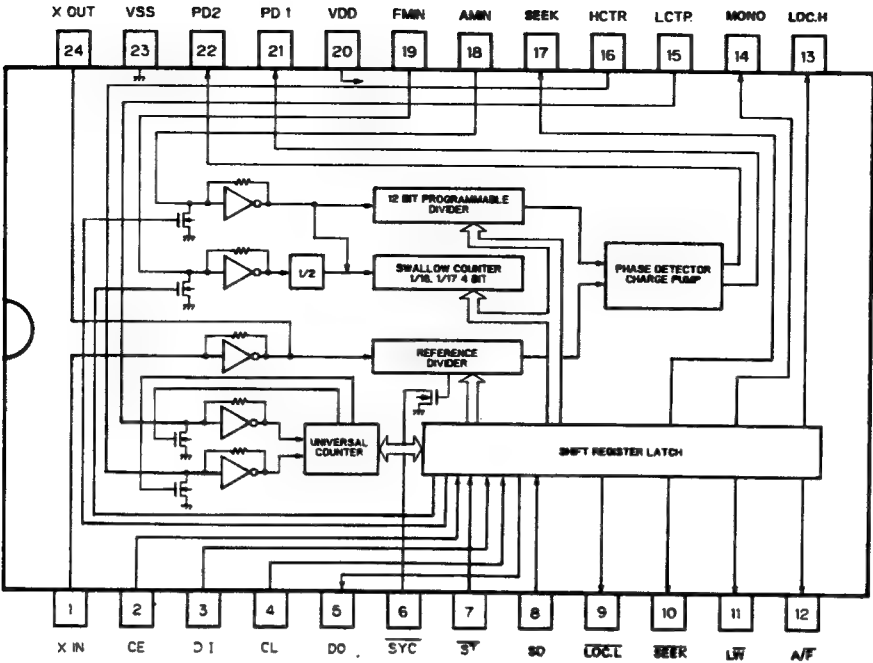 X OUT VSS PD2 PD 1 VDD FMIN AMIN SEEK HCTR LCTR MONO LOC.H
24 23 22 21 20 19 18 17 16 15 14 13
12 BIT PROGRAMMABLE
DIVIDER
1/2
SWALLOW COUNTER
1/16, 1/17 4 BIT
PHASE DETECTOR
CHARGE PUMP
REFERENCE
DIVIDER
UNIVERSAL
COUNTER
SHIFT REGISTER LATCH
1 2 3 4 5 6 7 8 9 10 11 12
X IN CE DI CL DO SYC ST SD LOC.L SEEK LW A/F